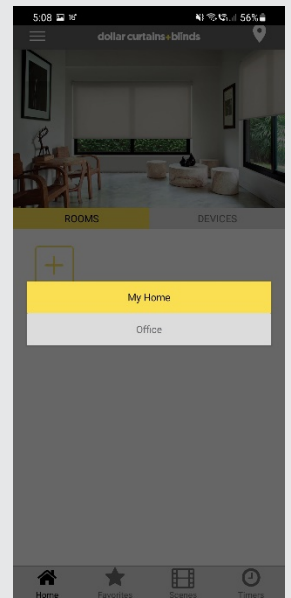 5:08 56%
dollar curtains+blinds
ROOMS DEVICES
My Home
Office
Home Favorites Scenes Timers